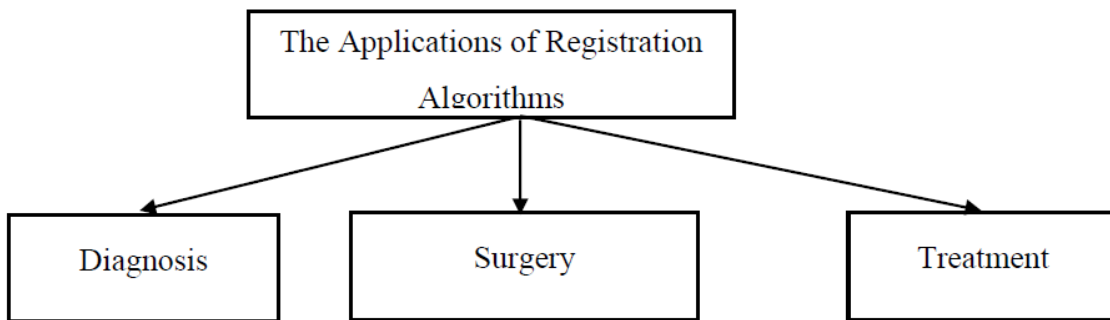 The Applications of Registration
Algorithms
Diagnosis
Surgery
Treatment